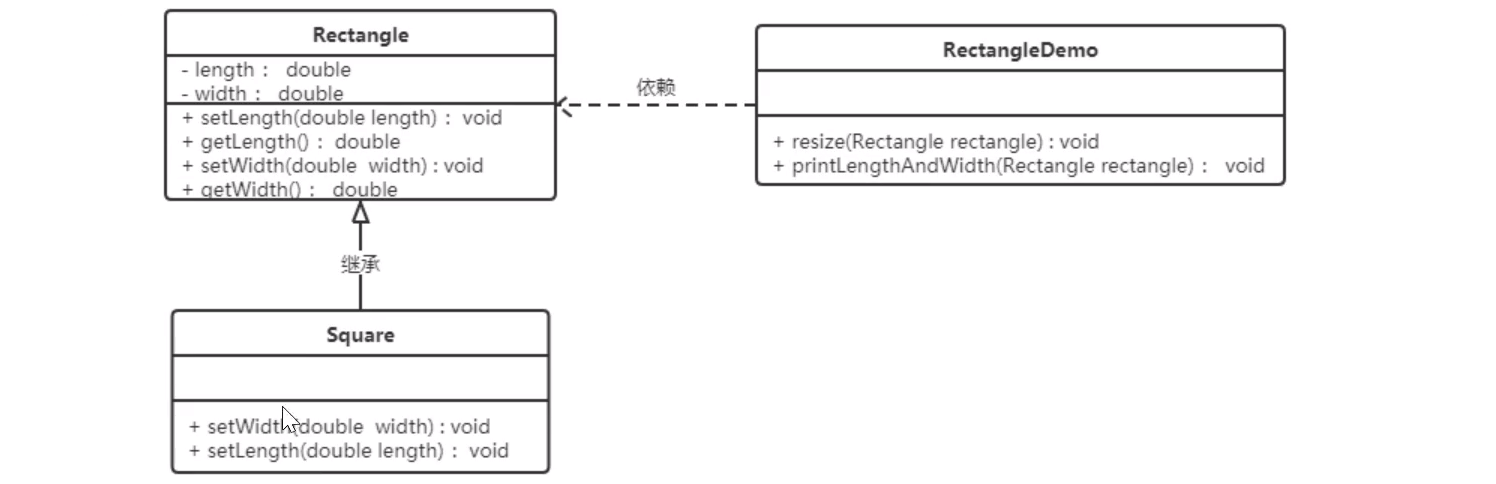 Rectangle
- length： double
- width： double
+ setLength(double length)： void
+ getLength()： double
+ setWidth(double  width) : void
+ getWidth()： double
依赖
RectangleDemo
+ resize(Rectangle rectangle) : void
+ printLengthAndWidth(Rectangle rectangle)： void
继承
Square
+ setWidth(double  width) : void
+ setLength(double length)： void